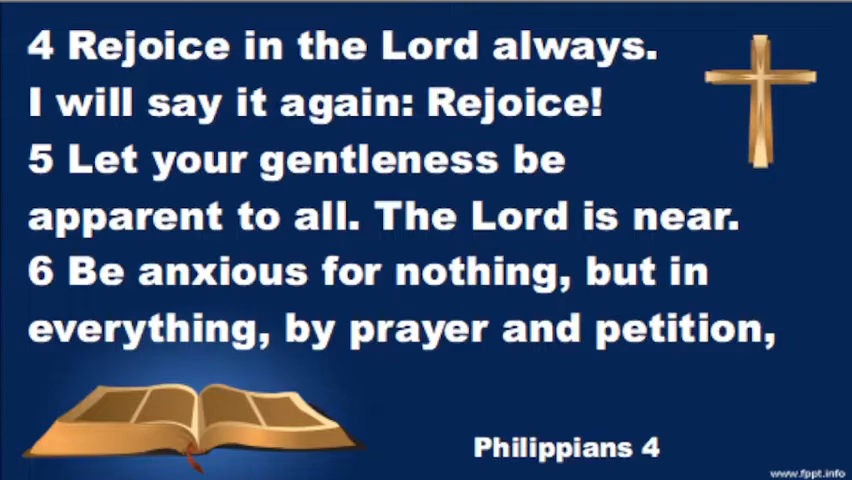 4 Rejoice in the Lord always.
I will say it again: Rejoice!
5 Let your gentleness be
apparent to all. The Lord is near.
6 Be anxious for nothing, but in
everything, by prayer and petition,
Philippians 4
www.fppt.info